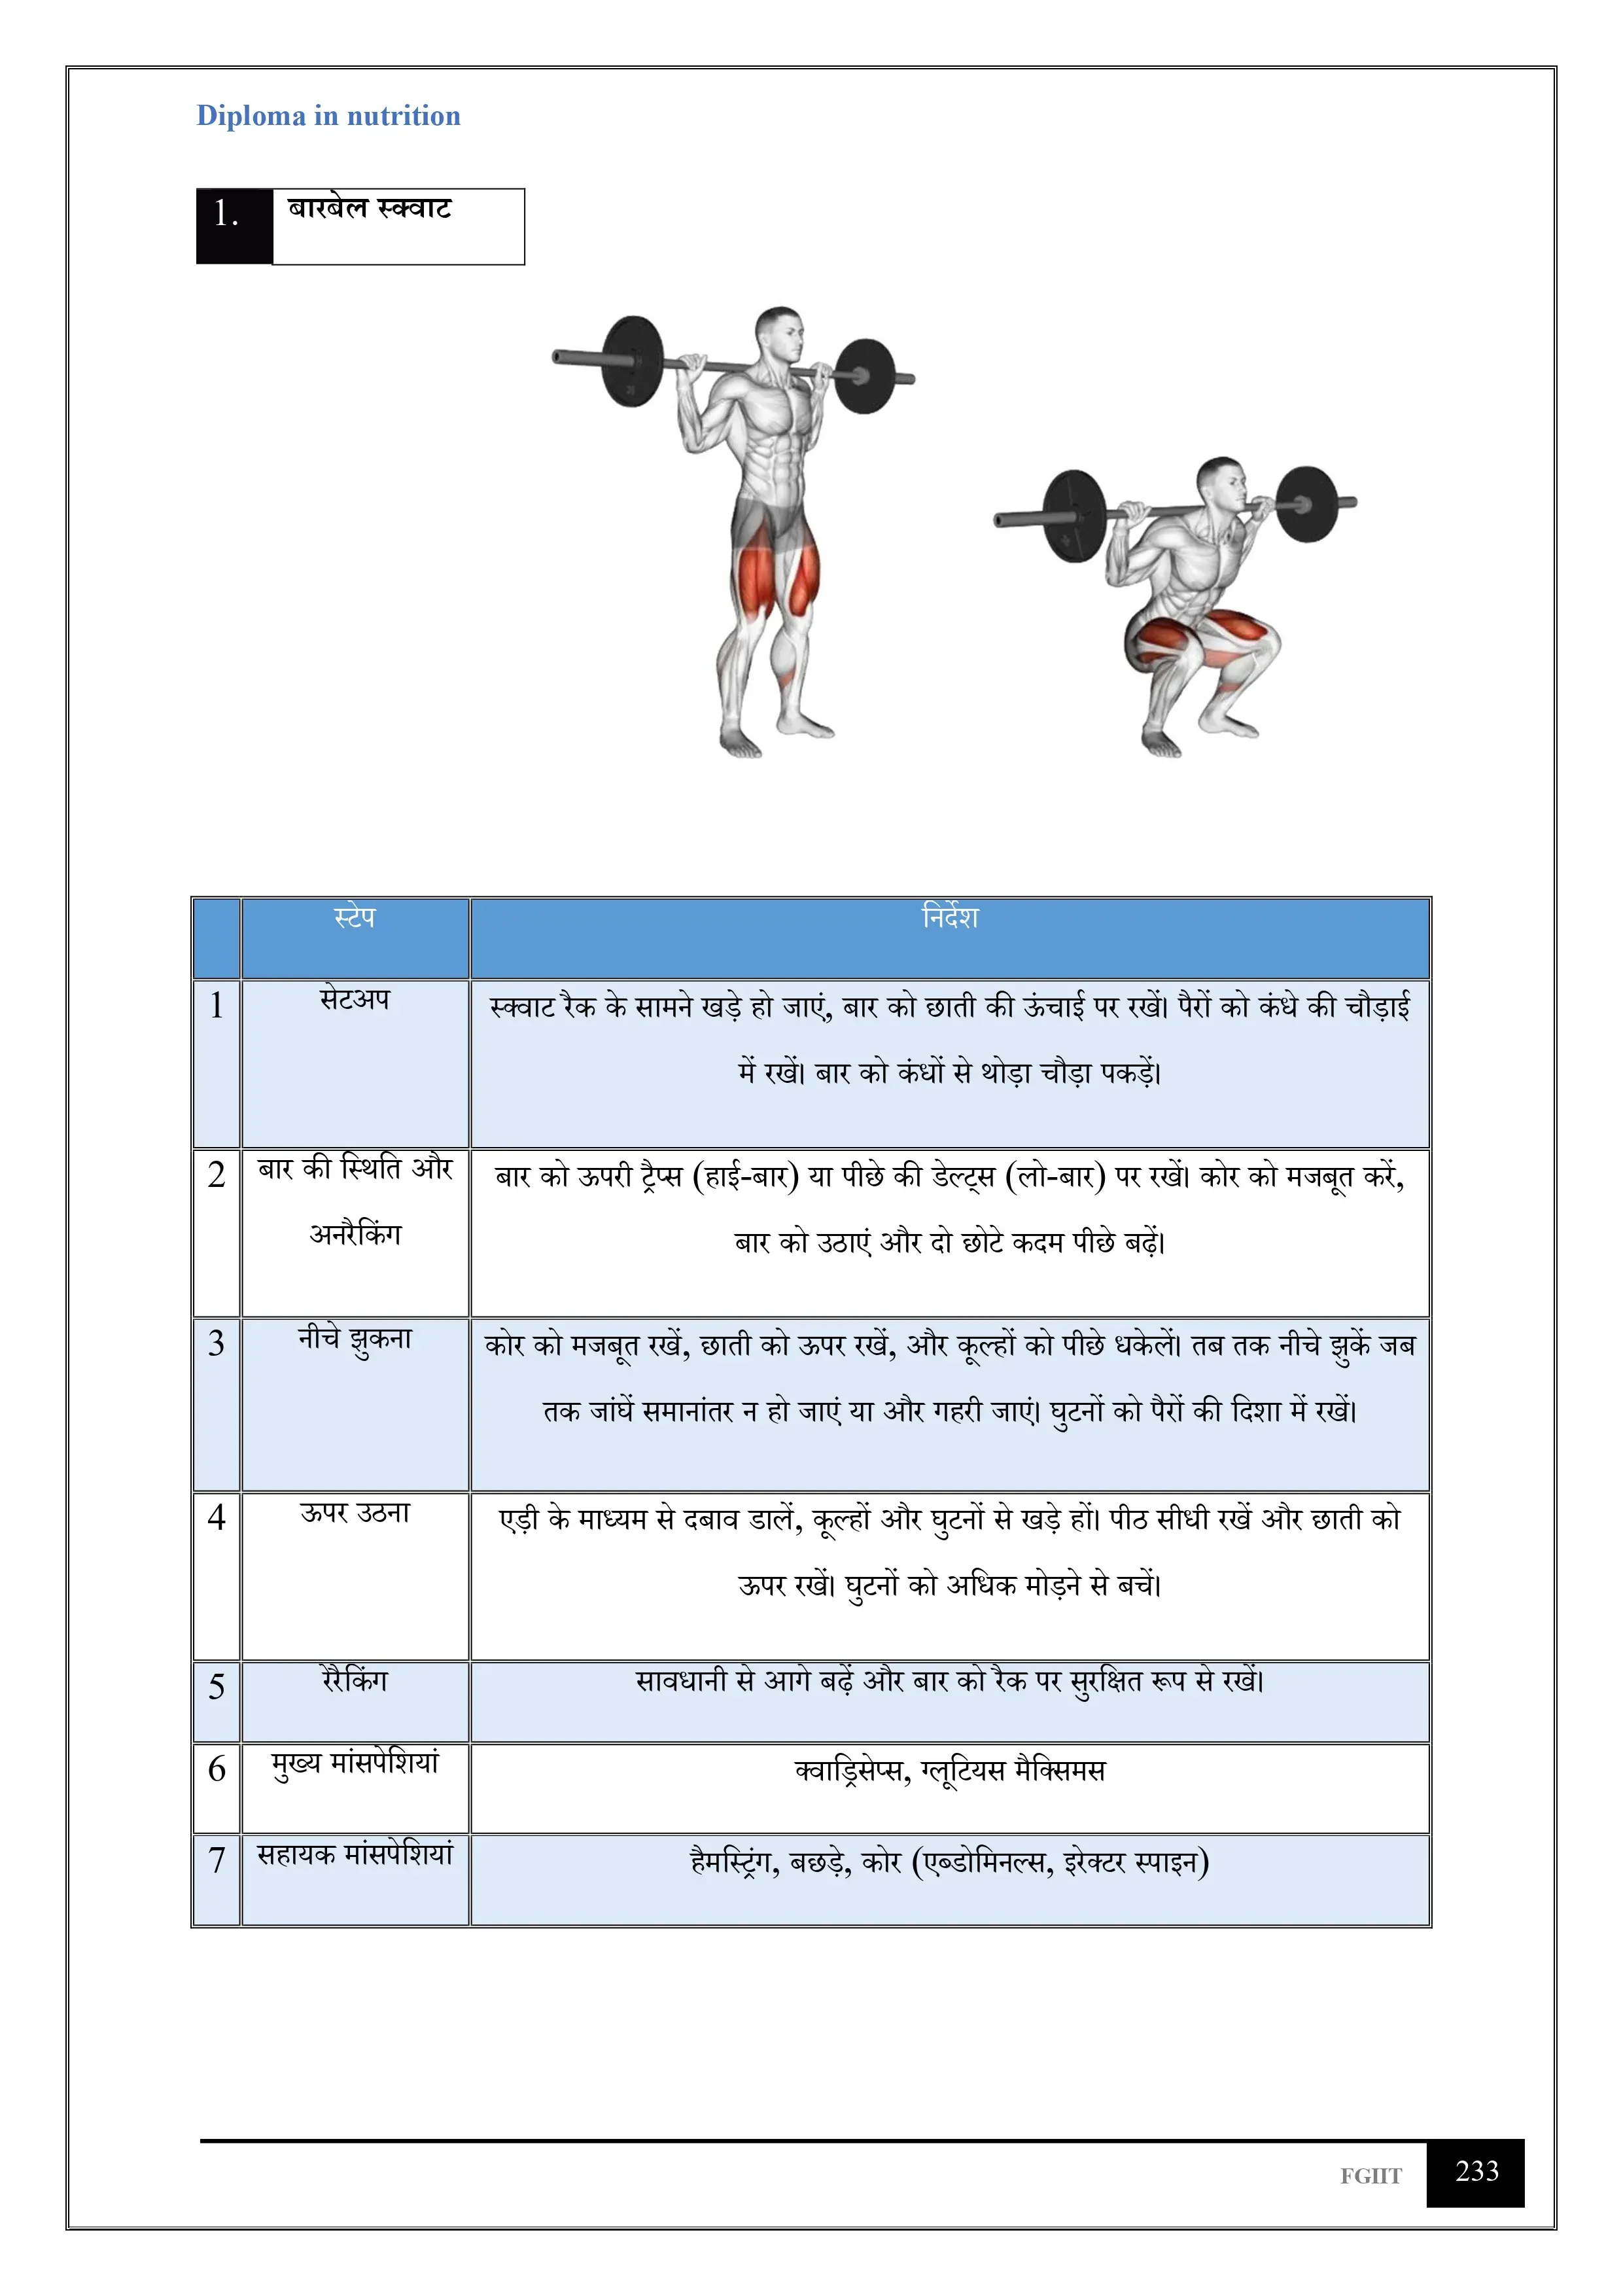 Diploma in nutrition
1. बारबेल स्क्वाट
स्टेप निर्देश
1 सेटअप स्क्वाट रैक के सामने खड़े हो जाएं, बार को छाती की ऊंचाई पर रखें। पैरों को कंधे की चौड़ाई
में रखें। बार को कंधों से थोड़ा चौड़ा पकड़ें।
2 बार की स्थिति और बार को ऊपरी ट्रैप्स (हाई-बार) या पीछे की डेल्ट्स (लो-बार) पर रखें। कोर को मजबूत करें,
अनरैकिंग बार को उठाएं और दो छोटे कदम पीछे बढ़ें।
3 नीचे झुकना कोर को मजबूत रखें, छाती को ऊपर रखें, और कूल्हों को पीछे धकेलें। तब तक नीचे झुकें जब
तक जांघें समानांतर न हो जाएं या और गहरी जाएं। घुटनों को पैरों की दिशा में रखें।
4 ऊपर उठना एड़ी के माध्यम से दबाव डालें, कूल्हों और घुटनों से खड़े हों। पीठ सीधी रखें और छाती को
ऊपर रखें। घुटनों को अधिक मोड़ने से बचें।
5 रेरैकिंग सावधानी से आगे बढ़ें और बार को रैक पर सुरक्षित रूप से रखें।
6 मुख्य मांसपेशियां क्वाड्रिसेप्स, ग्लूटियस मैक्सिमस
7 सहायक मांसपेशियां हैमस्ट्रिंग, बछड़े, कोर (एब्डोमिनल्स, इरेक्टर स्पाइन)
FGIIT 233